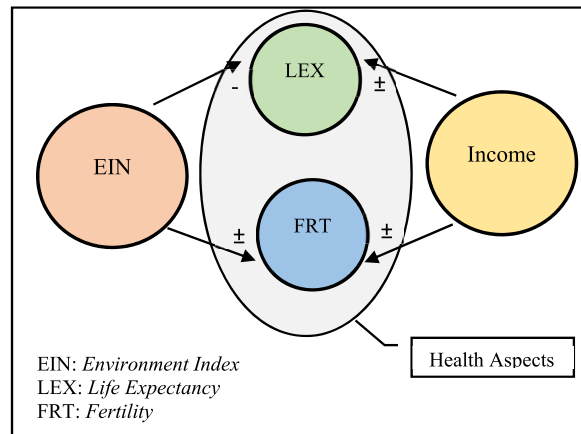 LEX
-
±
EIN
Income
FRT
±
±
Health Aspects
EIN: Environment Index
LEX: Life Expectancy
FRT: Fertility